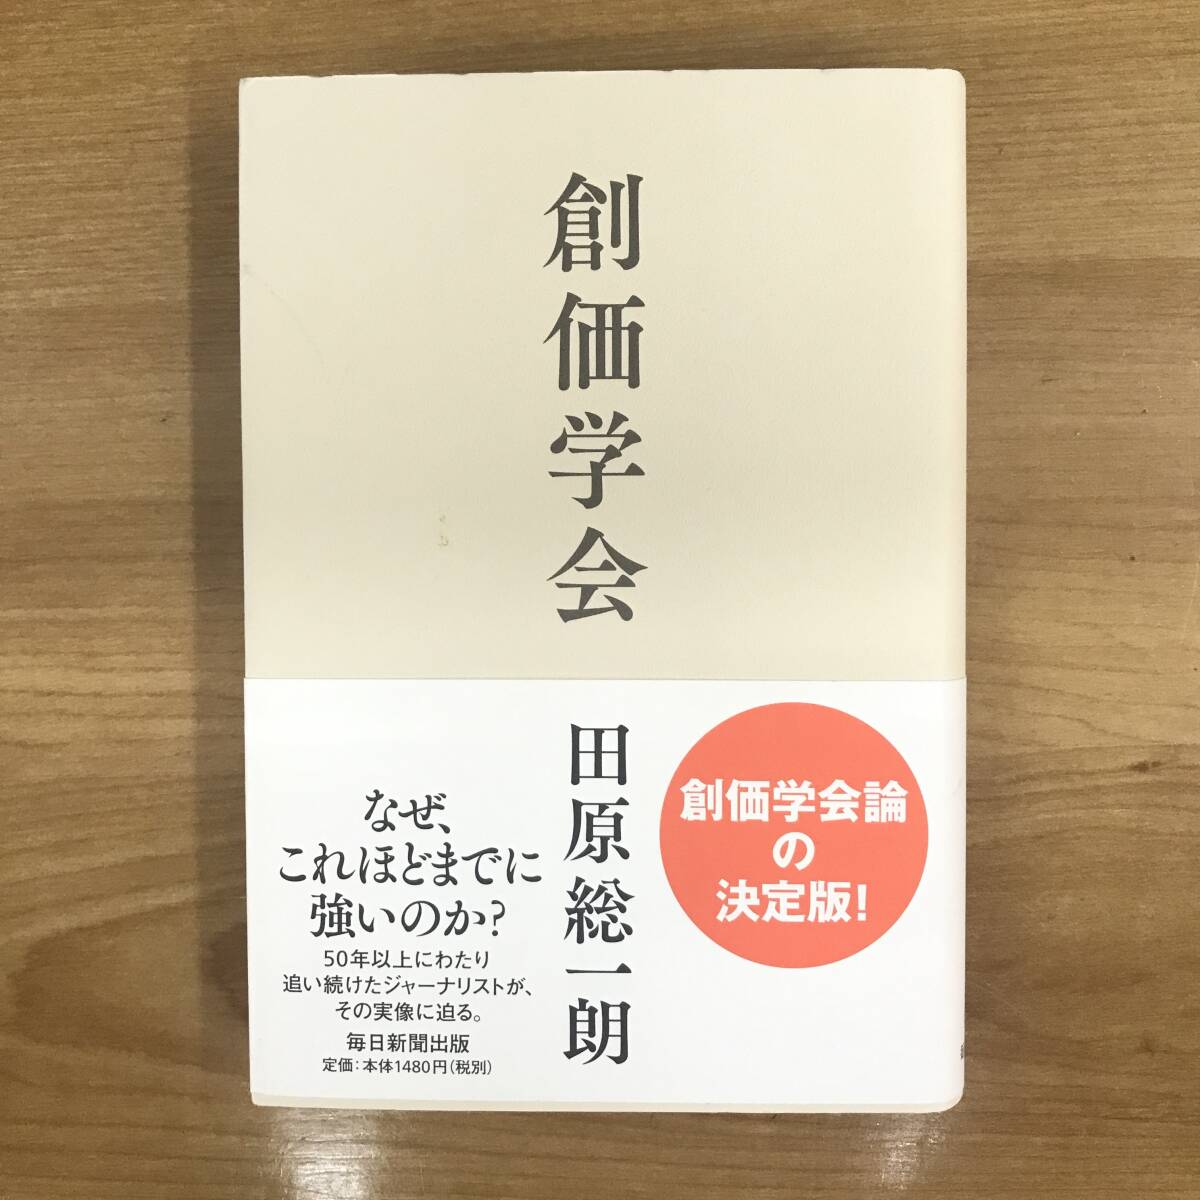 創価学会
田原総一朗
創価学会論
の
決定版!
なぜ、
これほどまでに
強いのか?
50年以上にわたり
追い続けたジャーナリストが、
その実像に迫る。
毎日新聞出版
定価:本体1480円(税別)